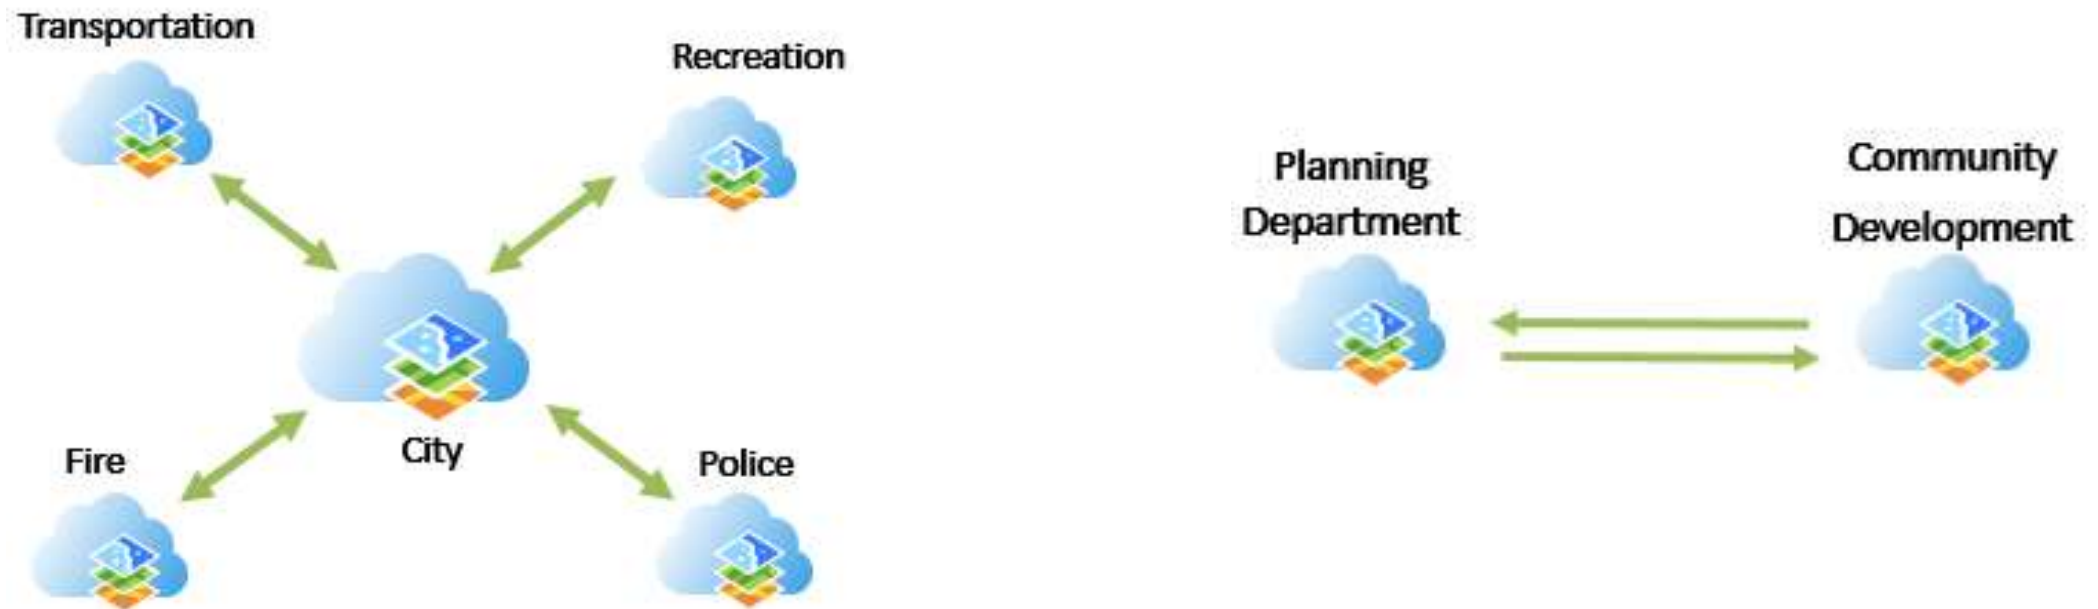 Transportation
Recreation
City
Fire
Police
Planning
Department
Community
Development